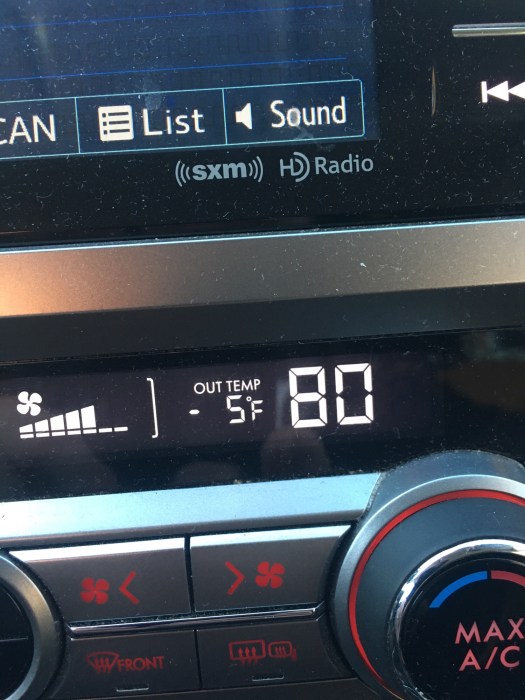 CAN List Sound
((sxm)) HD Radio
OUT TEMP
- 5°F 80
FRONT
MAX
A/C